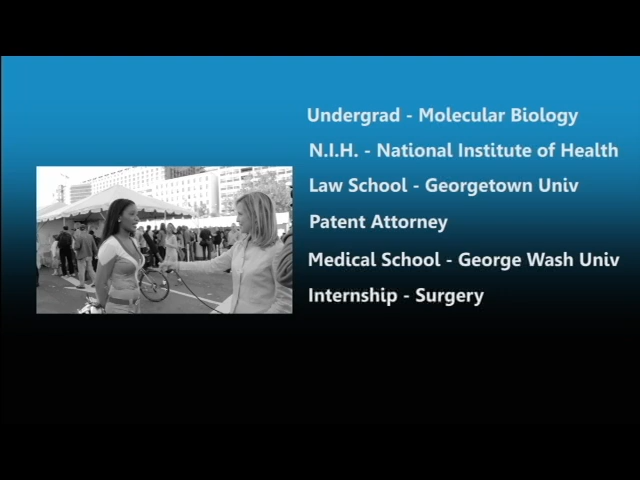 Undergrad - Molecular Biology
N.I.H. - National Institute of Health
Law School - Georgetown Univ
Patent Attorney
Medical School - George Wash Univ
Internship - Surgery